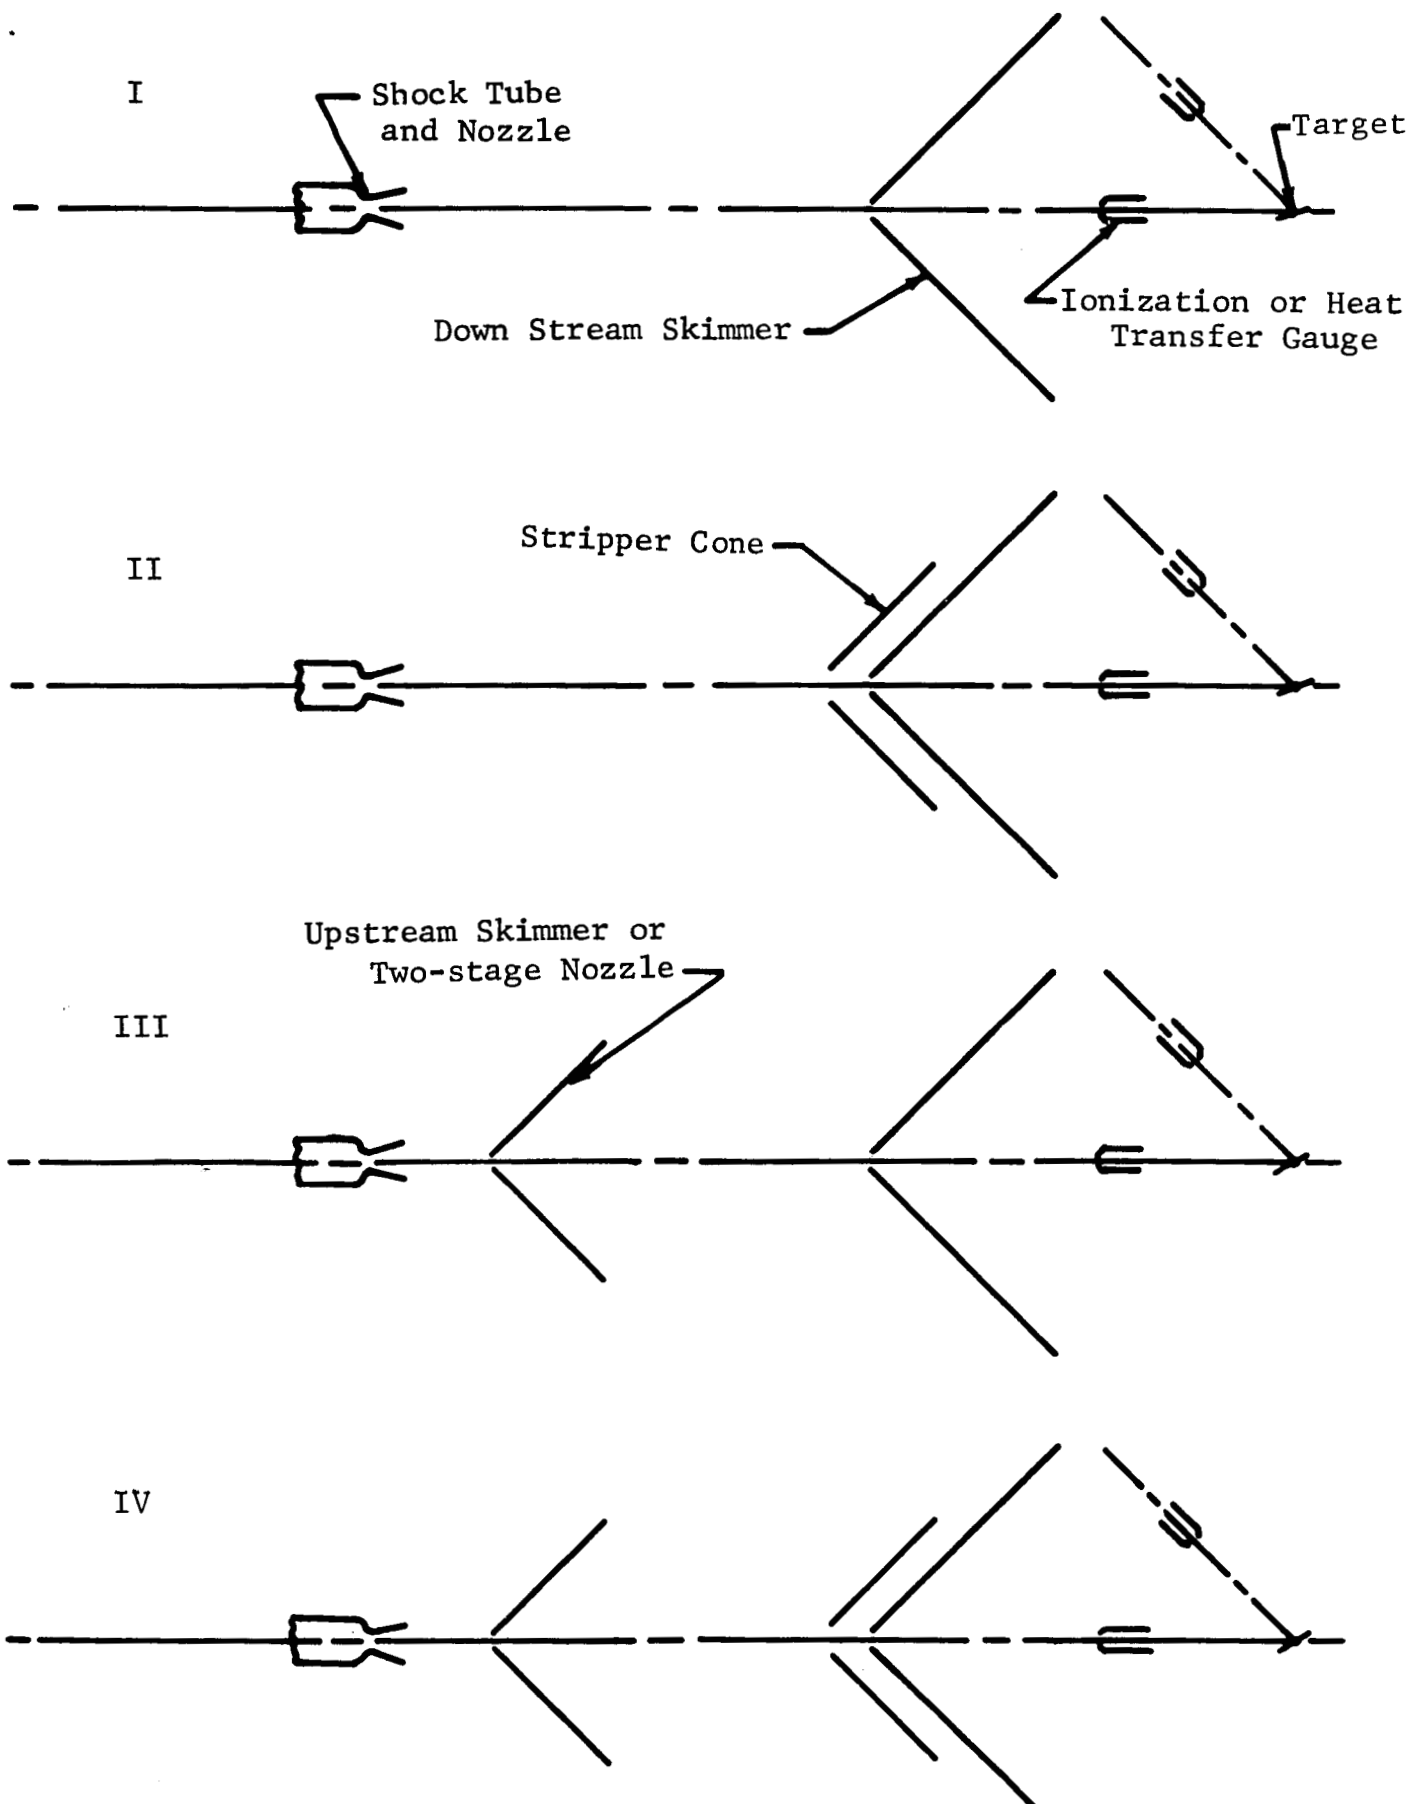 I
Shock Tube
and Nozzle
Target
Ionization or Heat
Transfer Gauge
Down Stream Skimmer
Stripper Cone
II
Upstream Skimmer or
Two-stage Nozzle
III
IV